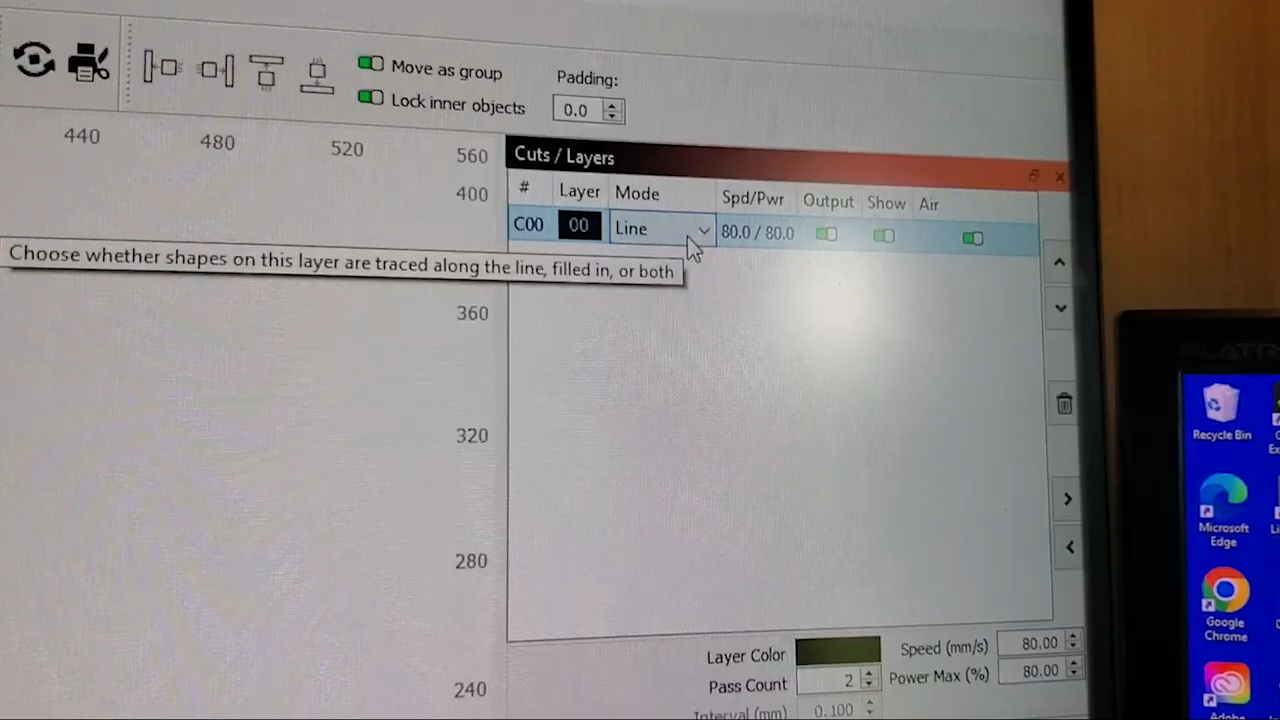 Move as group
Padding:
Lock inner objects
0.0
440
480
520
560
400
Cuts / Layers
# Layer Mode Spd/Pwr Output Show Air
C00 00 Line 80.0 / 80.0
Choose whether shapes on this layer are traced along the line, filled in, or both
360
320
280
240
Layer Color
Speed (mm/s) 80.00
Pass Count 2
Power Max (%) 80.00
Interval (mm) 0.100
Recycle Bin
Microsoft
Edge
Google
Chrome
Adobe